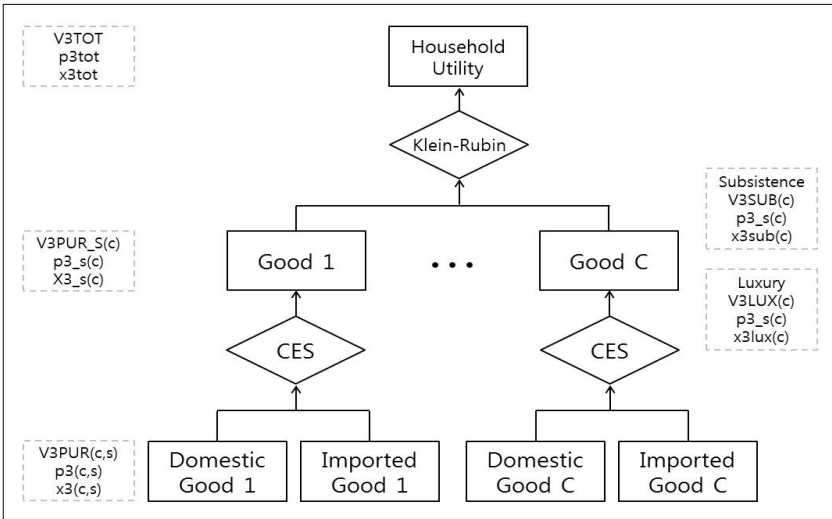 V3TOT
p3tot
x3tot
Household
Utility
Klein-Rubin
Subsistence
V3SUB(c)
p3_s(c)
x3sub(c)
V3PUR_S(c)
p3_s(c)
X3_s(c)
Good 1
• • •
Good C
Luxury
V3LUX(c)
p3_s(c)
x3lux(c)
CES
CES
V3PUR(c,s)
p3(c,s)
x3(c,s)
Domestic
Good 1
Imported
Good 1
Domestic
Good C
Imported
Good C